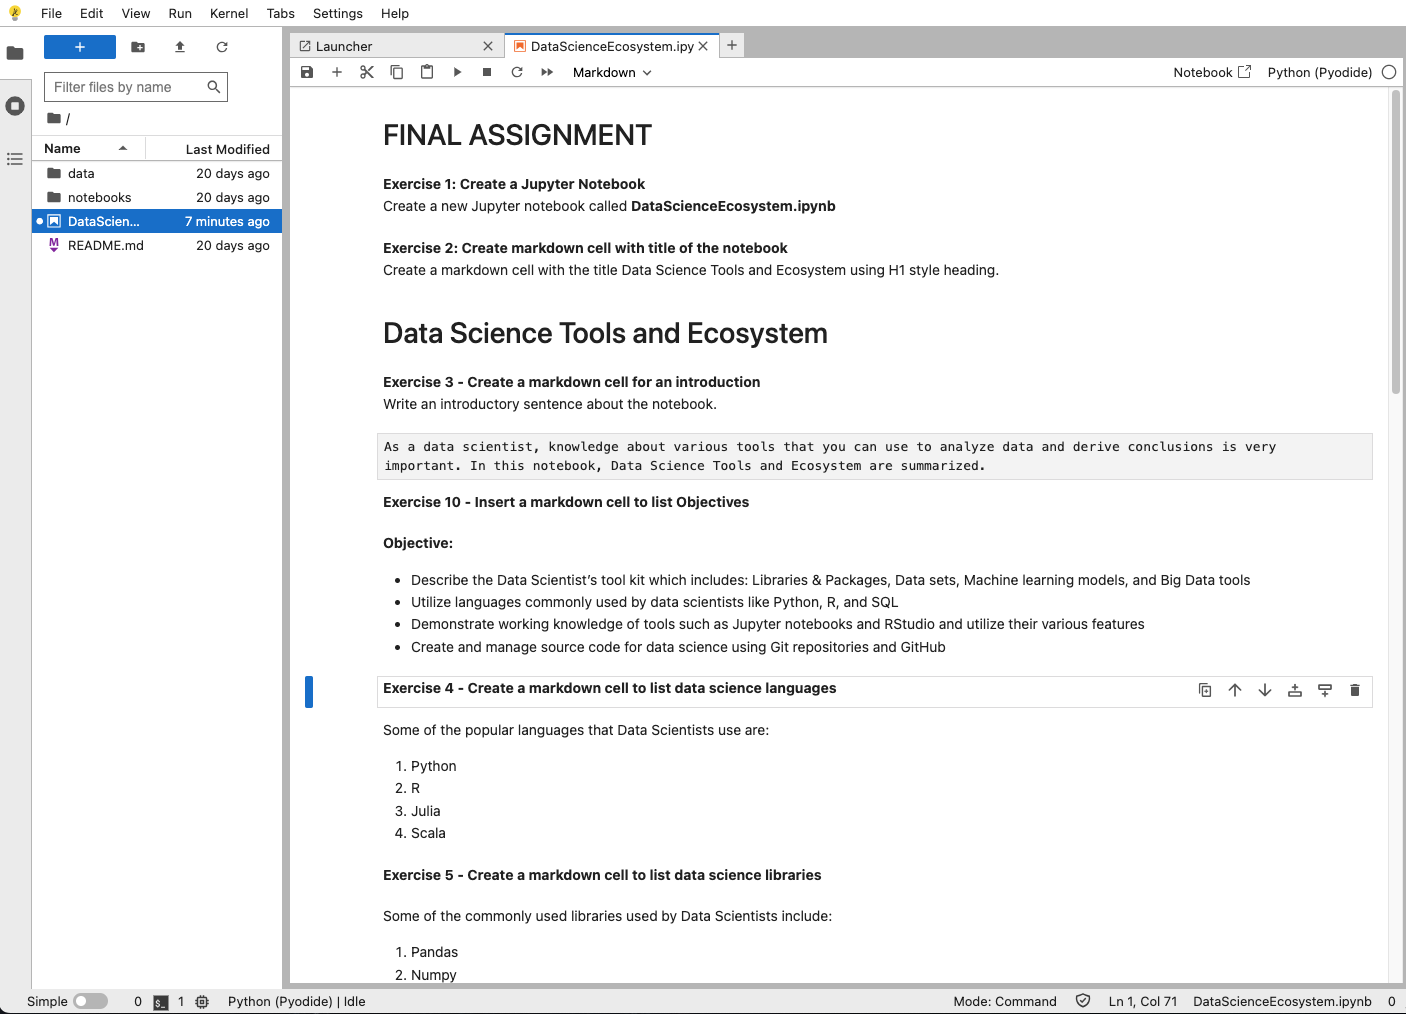 File Edit View Run Kernel Tabs Settings Help
+
Filter files by name
/
Name Last Modified
data 20 days ago
notebooks 20 days ago
DataScien... 7 minutes ago
README.md 20 days ago
Launcher
DataScienceEcosystem.ipy
Markdown
Notebook
Python (Pyodide)
FINAL ASSIGNMENT
Exercise 1: Create a Jupyter Notebook
Create a new Jupyter notebook called DataScienceEcosystem.ipynb
Exercise 2: Create markdown cell with title of the notebook
Create a markdown cell with the title Data Science Tools and Ecosystem using H1 style heading.
Data Science Tools and Ecosystem
Exercise 3 - Create a markdown cell for an introduction
Write an introductory sentence about the notebook.
As a data scientist, knowledge about various tools that you can use to analyze data and derive conclusions is very
important. In this notebook, Data Science Tools and Ecosystem are summarized.
Exercise 10 - Insert a markdown cell to list Objectives
Objective:
• Describe the Data Scientist’s tool kit which includes: Libraries & Packages, Data sets, Machine learning models, and Big Data tools
• Utilize languages commonly used by data scientists like Python, R, and SQL
• Demonstrate working knowledge of tools such as Jupyter notebooks and RStudio and utilize their various features
• Create and manage source code for data science using Git repositories and GitHub
Exercise 4 - Create a markdown cell to list data science languages
Some of the popular languages that Data Scientists use are:
1. Python
2. R
3. Julia
4. Scala
Exercise 5 - Create a markdown cell to list data science libraries
Some of the commonly used libraries used by Data Scientists include:
1. Pandas
2. Numpy
Simple 0 $_ 1 Python (Pyodide) | Idle
Mode: Command Ln 1, Col 71 DataScienceEcosystem.ipynb 0